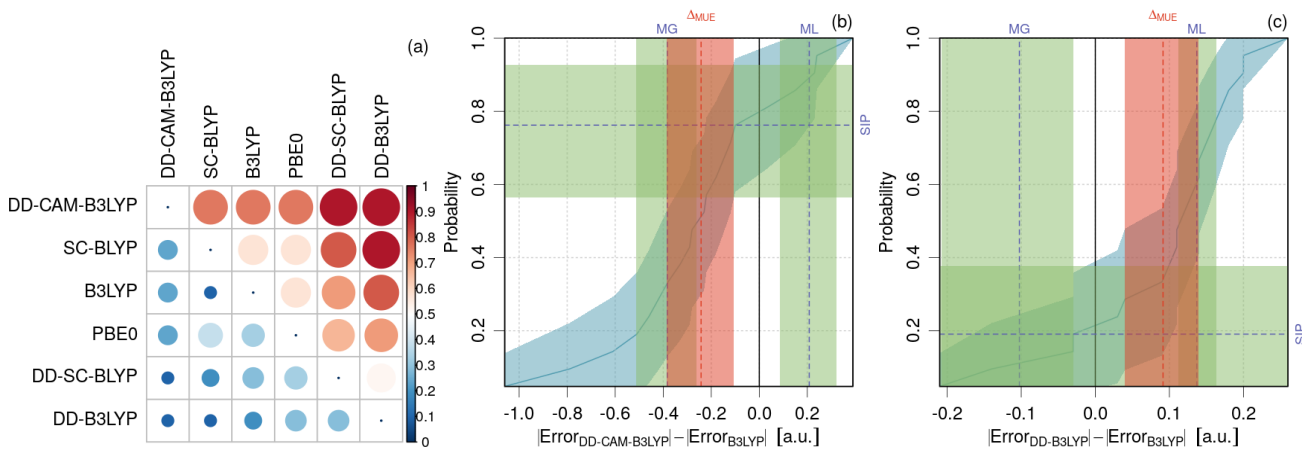 (a)
DD-CAM-B3LYP
SC-BLYP
B3LYP
PBE0
DD-SC-BLYP
DD-B3LYP
DD-CAM-B3LYP
SC-BLYP
B3LYP
PBE0
DD-SC-BLYP
DD-B3LYP
1
0.9
0.8
0.7
0.6
0.5
0.4
0.3
0.2
0.1
0
(b)
ΔMUE
MG
ML
SIP
Probability
1.0
0.8
0.6
0.4
0.2
-1.0
-0.8
-0.6
-0.4
-0.2
0.0
0.2
|ErrorDD-CAM-B3LYP|−|ErrorB3LYP| [a.u.]
(c)
ΔMUE
MG
ML
SIP
Probability
1.0
0.8
0.6
0.4
0.2
-0.2
-0.1
0.0
0.1
0.2
|ErrorDD-B3LYP|−|ErrorB3LYP| [a.u.]